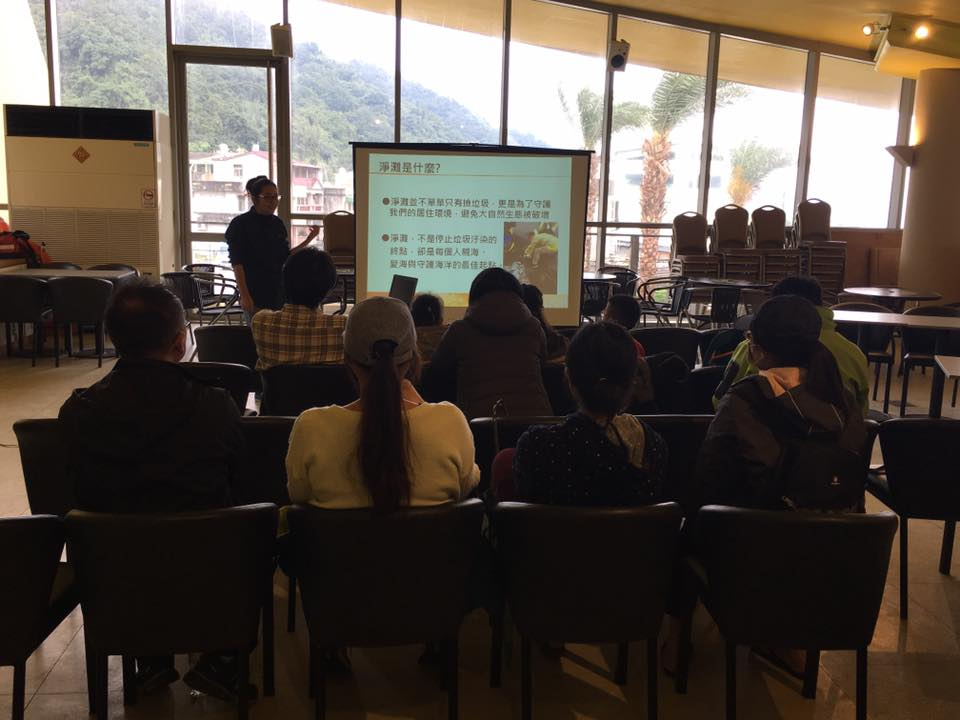 淨灘是什麼?
●淨灘並不單單只有撿垃圾，更是為了守護
我們的居住環境，避免大自然生態被破壞
●淨灘，不是停止垃圾汙染的
終點，卻是每個人親海、
愛海與守護海洋的最佳起點。